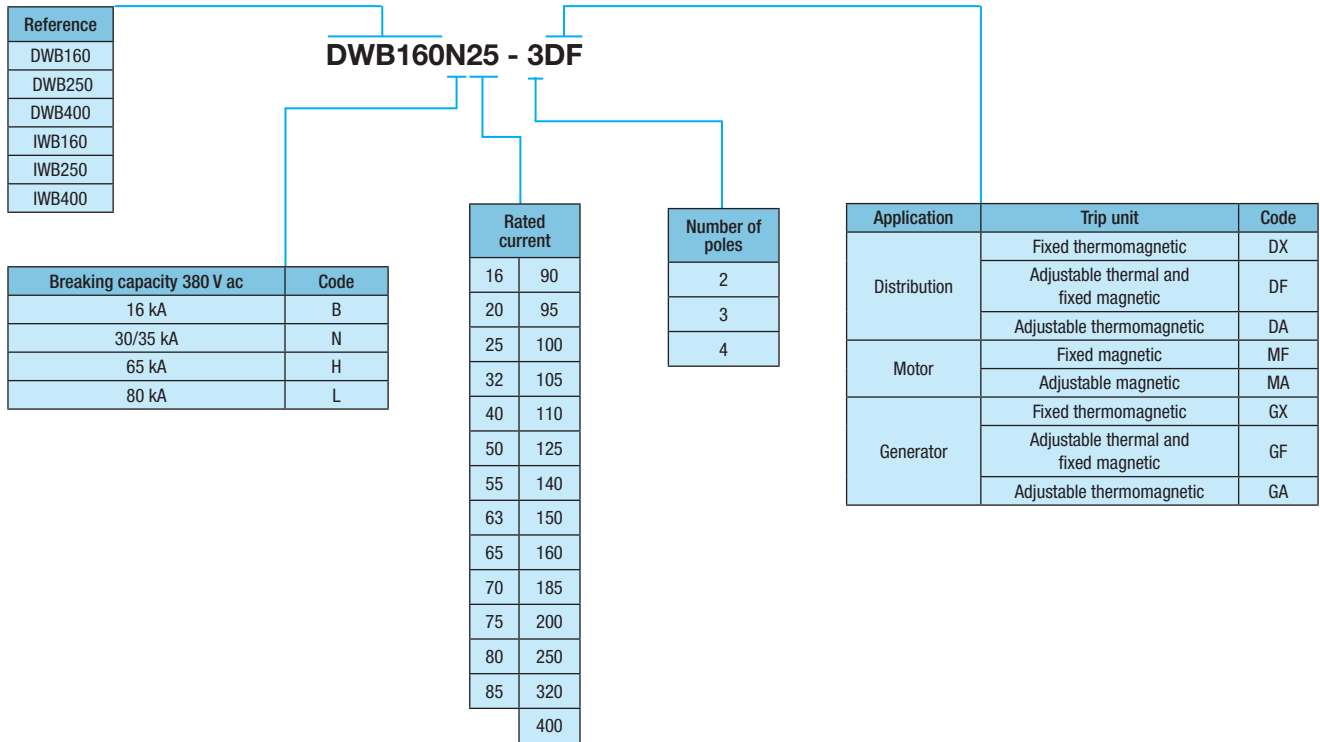 Reference
DWB160
DWB250
DWB400
IWB160
IWB250
IWB400
DWB160N25 - 3DF
Breaking capacity 380 V ac Code
16 kA B
30/35 kA N
65 kA H
80 kA L
Rated
current
16 90
20 95
25 100
32 105
40 110
50 125
55 140
63 150
65 160
70 185
75 200
80 250
85 320
400
Number of
poles
2
3
4
Application Trip unit Code
Distribution
Fixed thermomagnetic DX
Adjustable thermal and
fixed magnetic DF
Adjustable thermomagnetic DA
Motor
Fixed magnetic MF
Adjustable magnetic MA
Generator
Fixed thermomagnetic GX
Adjustable thermal and
fixed magnetic GF
Adjustable thermomagnetic GA